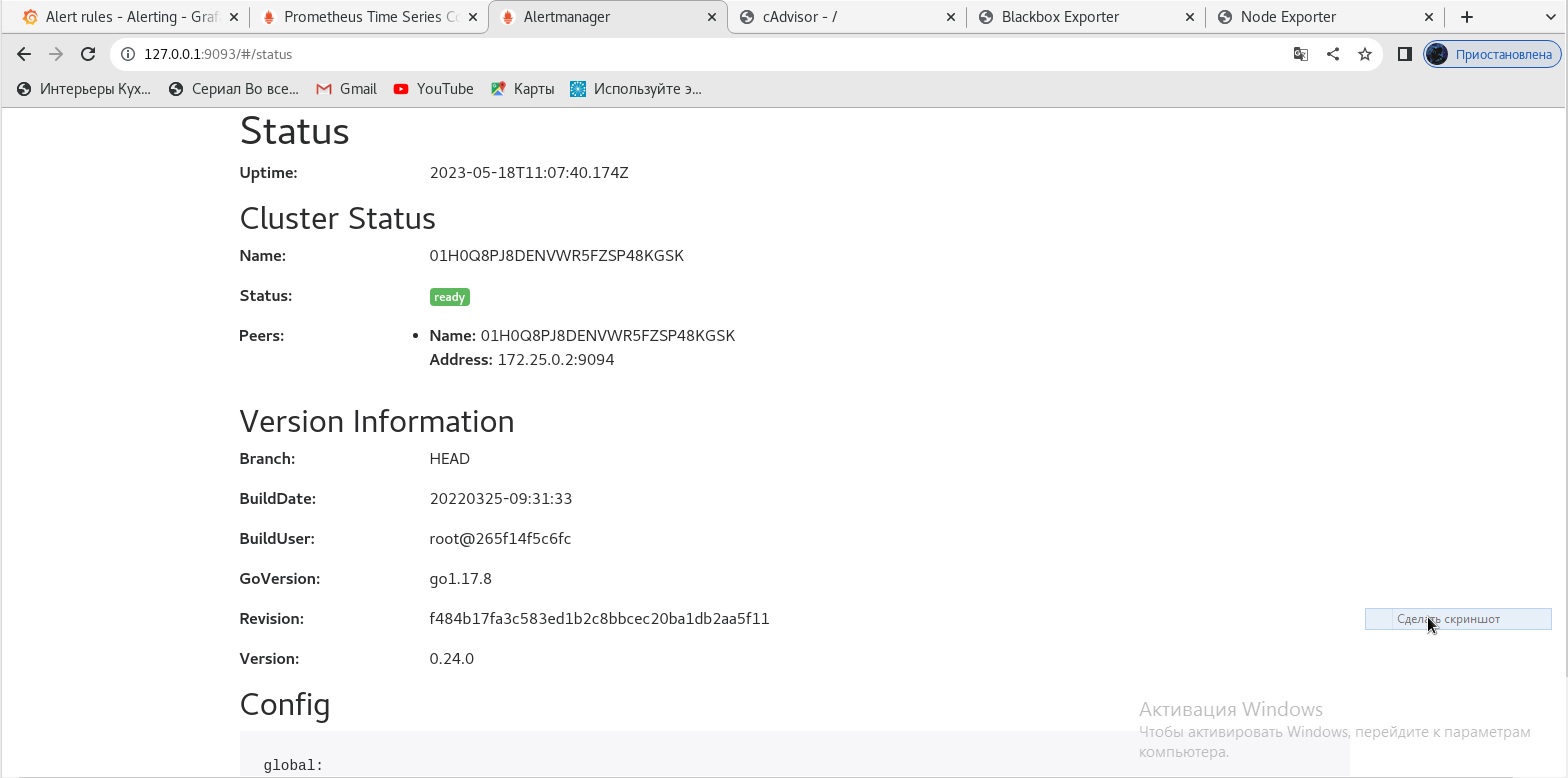 Alert rules - Alerting - Graf
Prometheus Time Series Co
Alertmanager
cAdvisor - /
Blackbox Exporter
Node Exporter
127.0.0.1:9093/#/status
Приостановлена
Интерьеры Кух...
Сериал Во все...
Gmail
YouTube
Карты
Используйте э...
Status
Uptime: 2023-05-18T11:07:40.174Z
Cluster Status
Name: 01H0Q8PJ8DENVWR5FZSP48KGSK
Status: ready
Peers: • Name: 01H0Q8PJ8DENVWR5FZSP48KGSK
Address: 172.25.0.2:9094
Version Information
Branch: HEAD
BuildDate: 20220325-09:31:33
BuildUser: root@265f14f5c6fc
GoVersion: go1.17.8
Revision: f484b17fa3c583ed1b2c8bbcec20ba1db2aa5f11
Сделать скриншот
Version: 0.24.0
Config
Активация Windows
Чтобы активировать Windows, перейдите к параметрам
компьютера.
global: